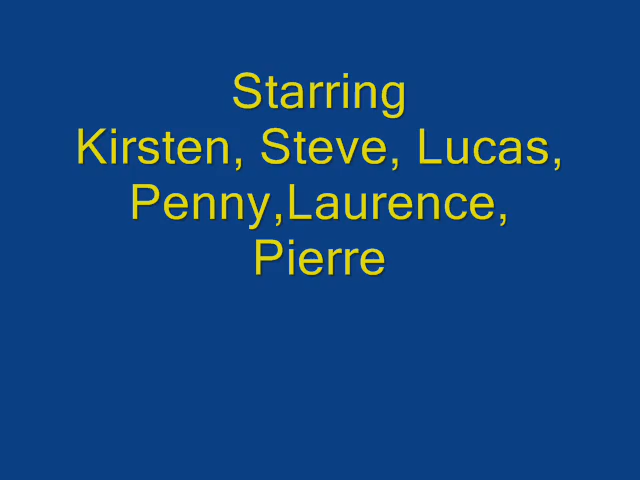 Starring
Kirsten, Steve, Lucas,
Penny,Laurence,
Pierre